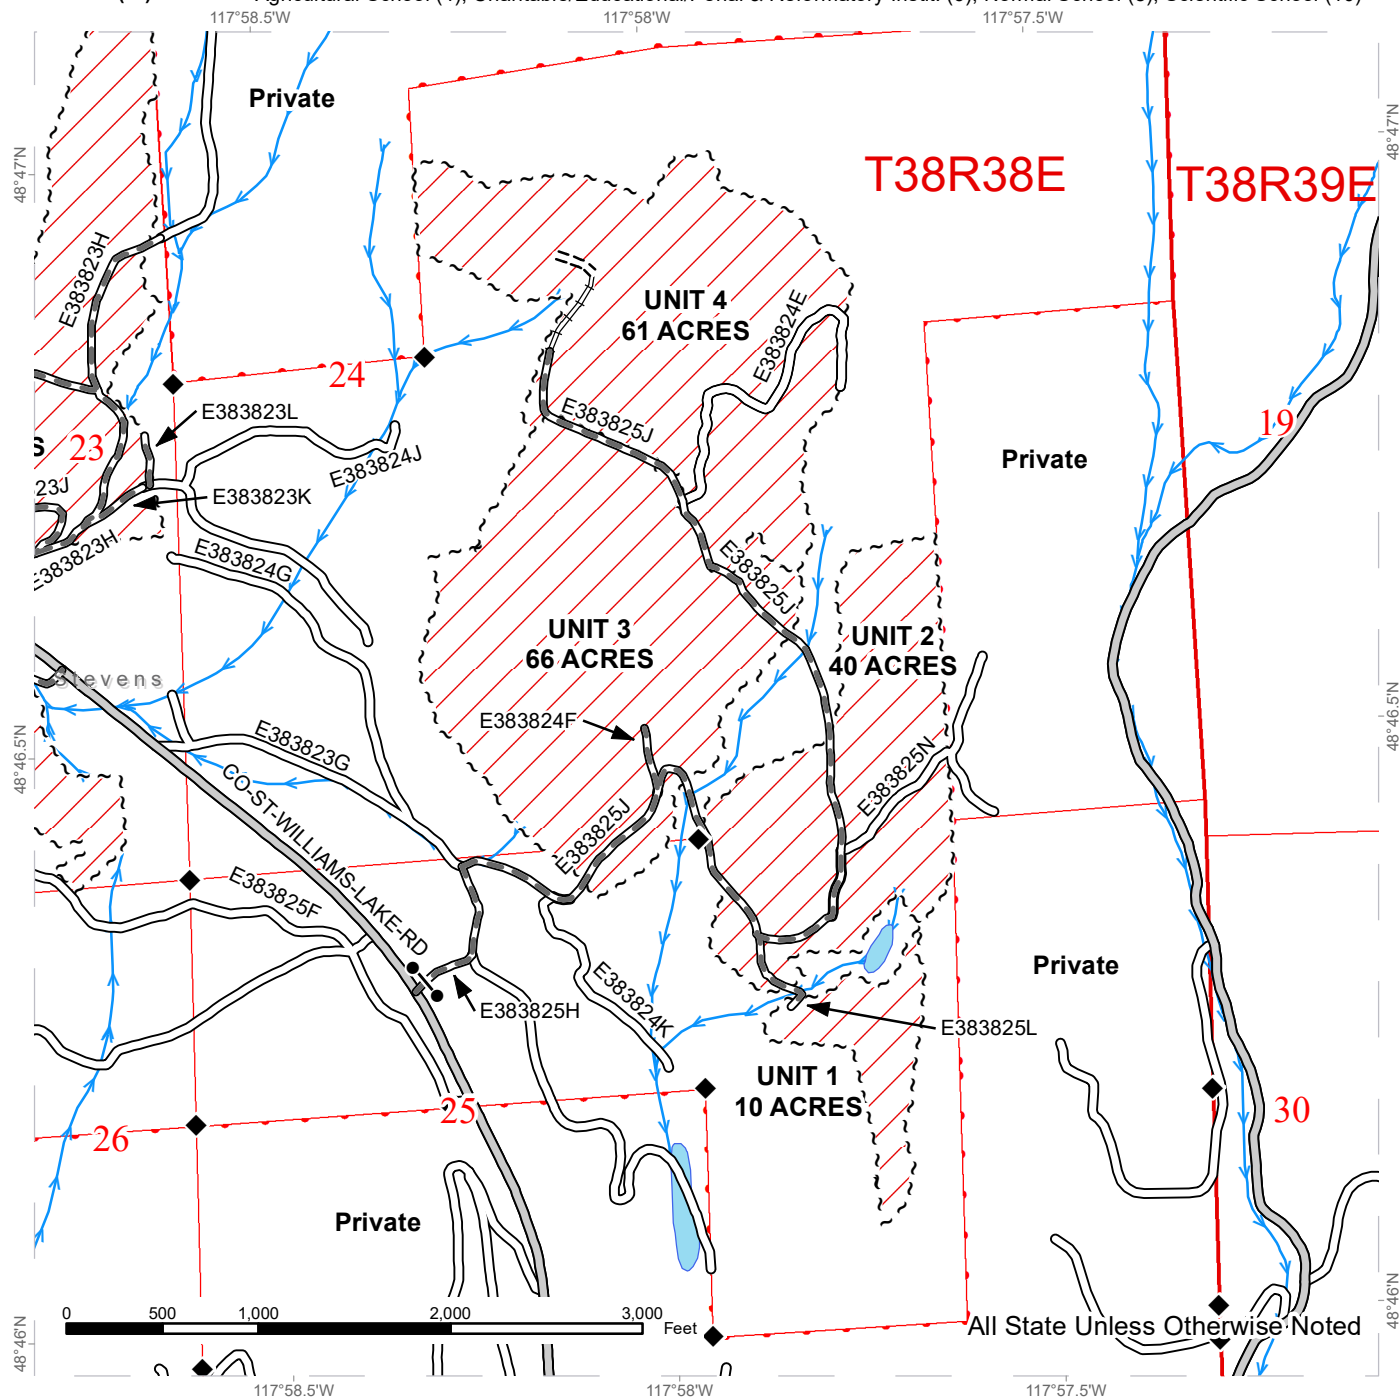 117°58.5'W
117°58'W
117°57.5'W
Private
48°47'N
48°47'N
T38R38E
T38R39E
E383823H
UNIT 4
61 ACRES
E383824E
24
E383823L
E383825J
19
23
S
Private
E383824J
23J
E383823K
E383823H
E383824G
E383825J
UNIT 3
66 ACRES
UNIT 2
40 ACRES
Stevens
E383824F
48°46.5'N
48°46.5'N
E383823G
E383825N
CO-ST-WILLIAMS-LAKE-RD
E383825J
E383825F
Private
E383824K
E383825H
E383825L
UNIT 1
10 ACRES
25
26
30
Private
0 500 1,000 2,000 3,000
Feet
All State Unless Otherwise Noted
48°46'N
48°46'N
117°58.5'W
117°58'W
117°57.5'W